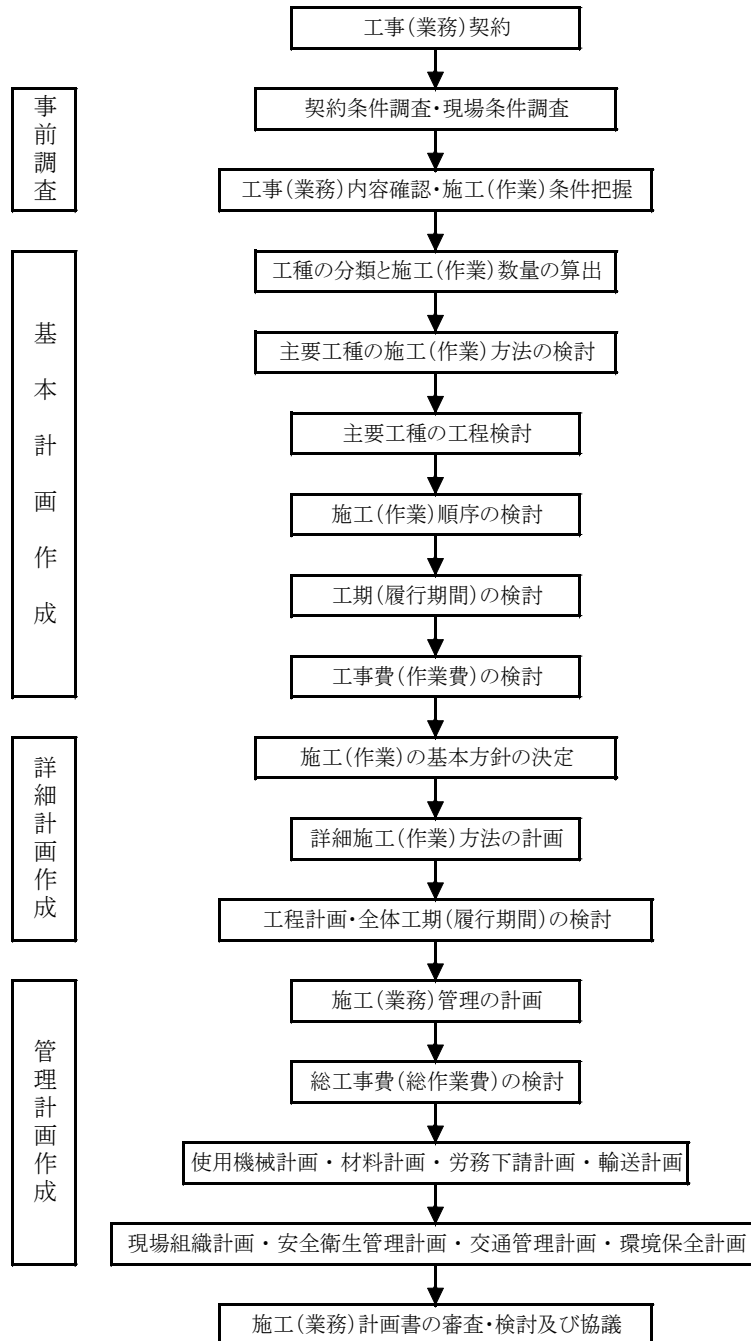 工事(業務)契約
事前調査
契約条件調査・現場条件調査
工事(業務)内容確認・施工(作業)条件把握
基本計画作成
工種の分類と施工(作業)数量の算出
主要工種の施工(作業)方法の検討
主要工種の工程検討
施工(作業)順序の検討
工期(履行期間)の検討
工事費(作業費)の検討
詳細計画作成
施工(作業)の基本方針の決定
詳細施工(作業)方法の計画
工程計画・全体工期(履行期間)の検討
管理計画作成
施工(業務)管理の計画
総工事費(総作業費)の検討
使用機械計画・材料計画・労務下請計画・輸送計画
現場組織計画・安全衛生管理計画・交通管理計画・環境保全計画
施工(業務)計画書の審査・検討及び協議